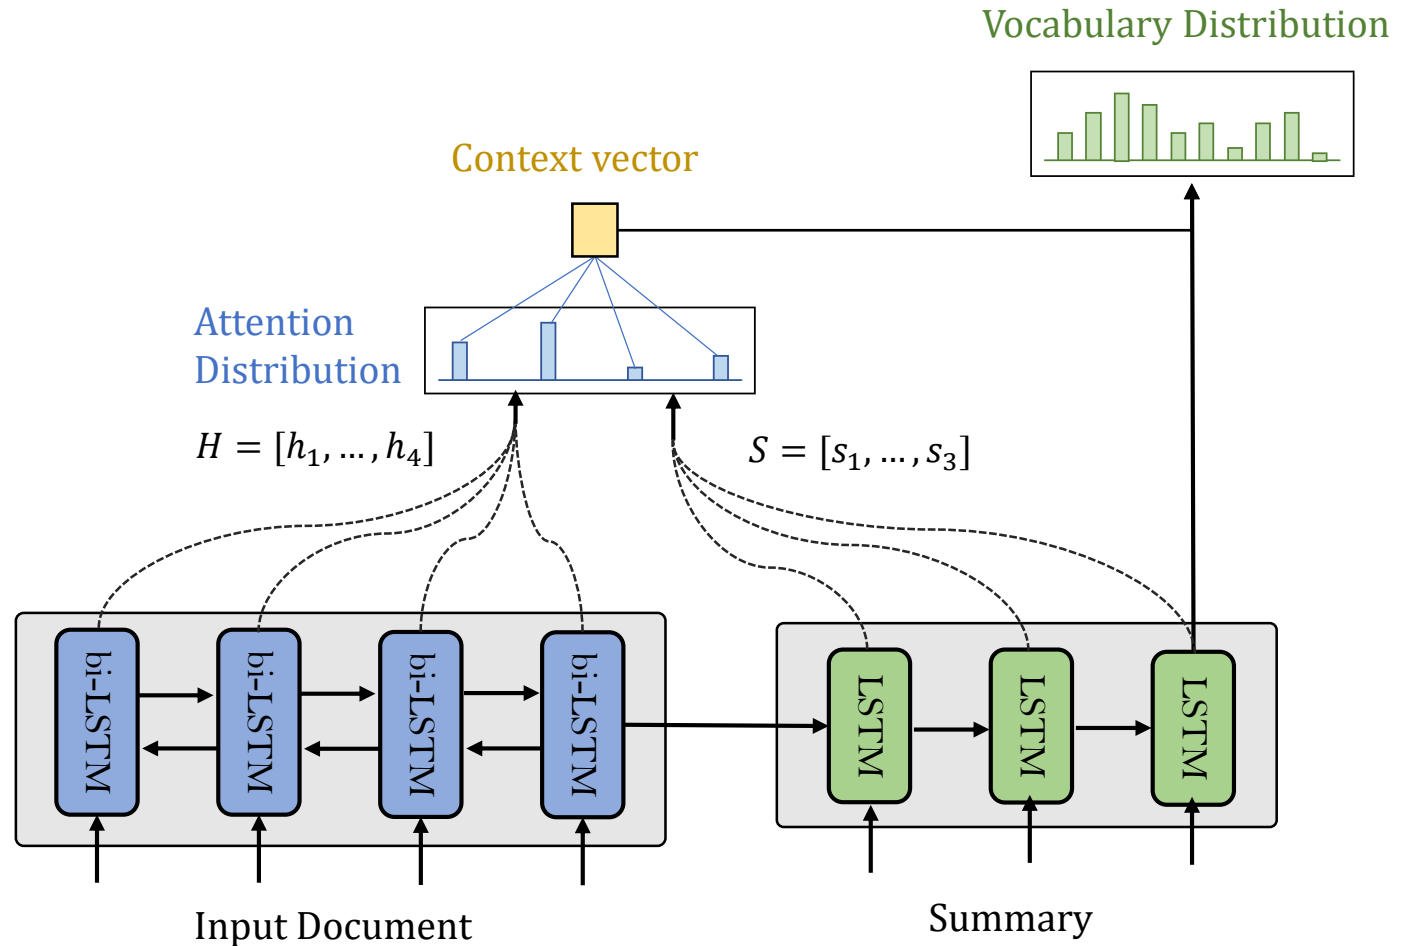 Vocabulary Distribution
Context vector
Attention
Distribution
H = [h₁, … , h₄]
S = [s₁, … , s₃]
bi-LSTM
bi-LSTM
bi-LSTM
bi-LSTM
LSTM
LSTM
LSTM
Input Document
Summary